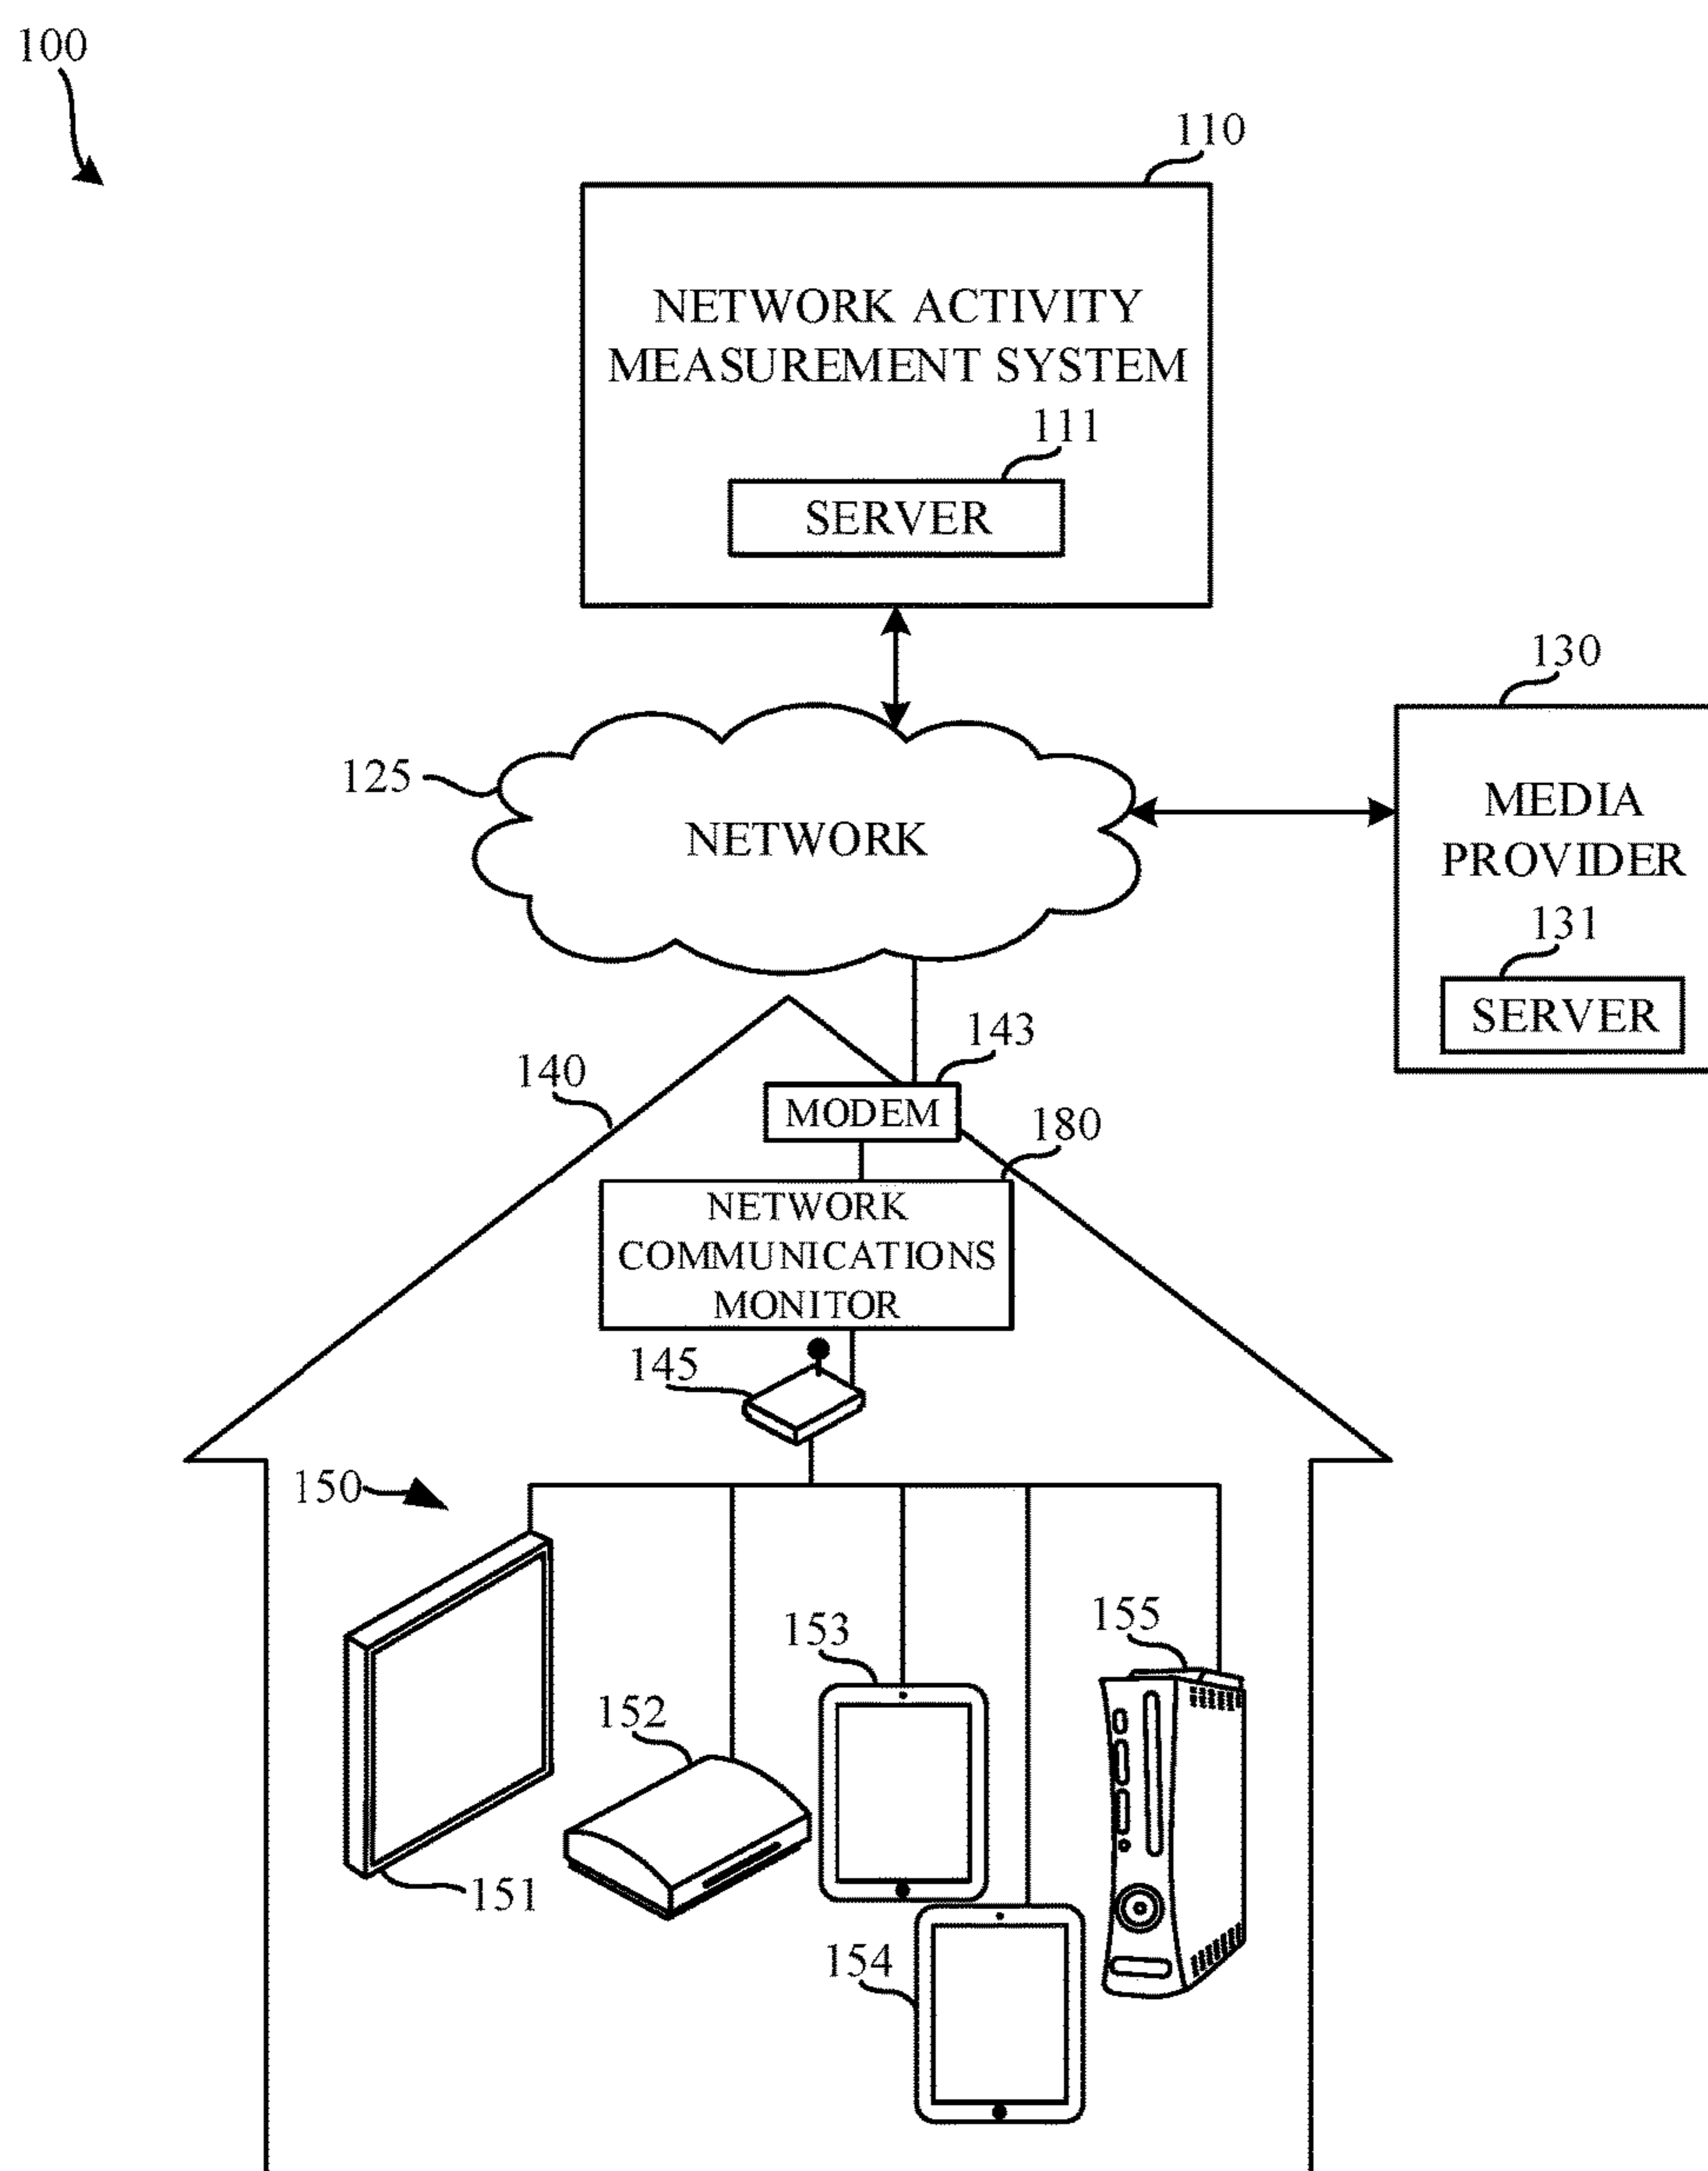 100
110
NETWORK ACTIVITY
MEASUREMENT SYSTEM
111
SERVER
130
125
NETWORK
MEDIA
PROVIDER
131
SERVER
143
140
MODEM
180
NETWORK
COMMUNICATIONS
MONITOR
145
150
155
153
152
151
154